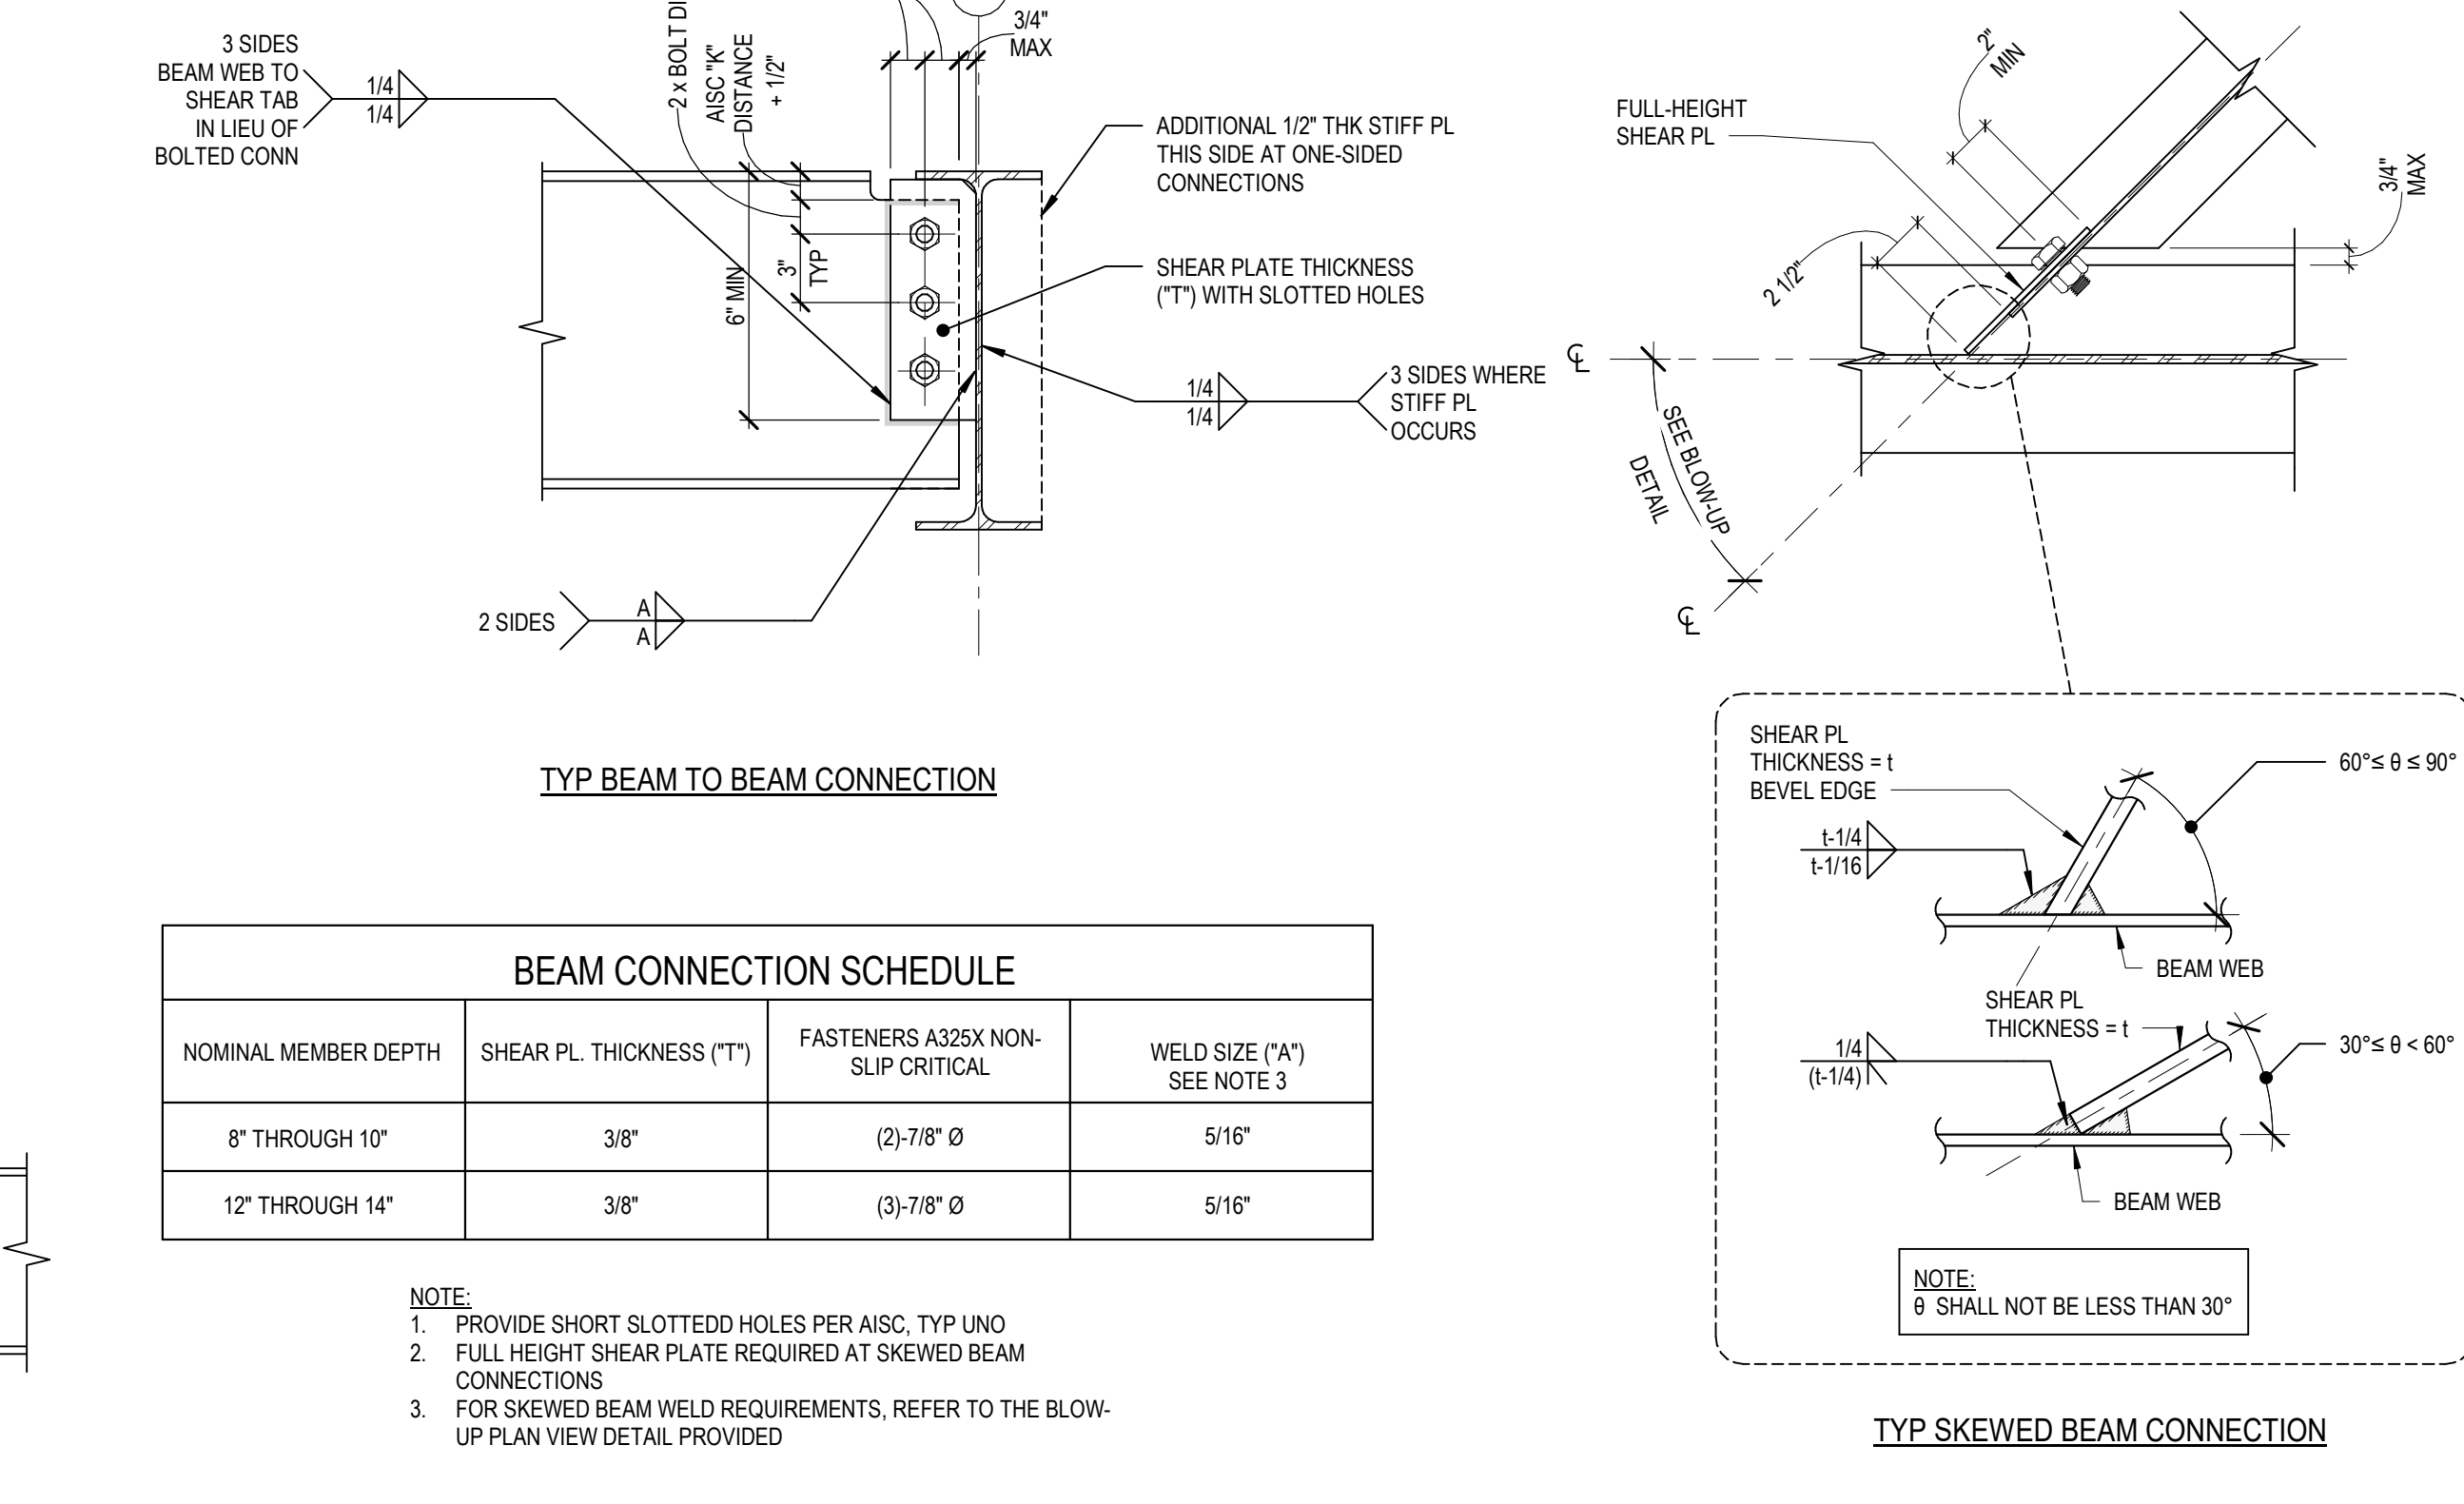 3 SIDES
BEAM WEB TO
SHEAR TAB
IN LIEU OF
BOLTED CONN
1/4
1/4
2 x BOLT
AISC "K"
DISTANCE
+ 1/2"
3/4"
MAX
6" MIN
3"
TYP
ADDITIONAL 1/2" THK STIFF PL
THIS SIDE AT ONE-SIDED
CONNECTIONS
SHEAR PLATE THICKNESS
("T") WITH SLOTTED HOLES
1/4
1/4
3 SIDES WHERE
STIFF PL
OCCURS
2 SIDES
A
A
TYP BEAM TO BEAM CONNECTION
FULL-HEIGHT
SHEAR PL
2"
MIN
2 1/2"
3/4"
MAX
℄
SEE BLOW-UP
DETAIL
℄
SHEAR PL
THICKNESS = t
BEVEL EDGE
60°≤ θ ≤ 90°
t-1/4
t-1/16
BEAM WEB
SHEAR PL
THICKNESS = t
30°≤ θ < 60°
1/4
(t-1/4)
BEAM WEB
NOTE:
θ SHALL NOT BE LESS THAN 30°
TYP SKEWED BEAM CONNECTION
BEAM CONNECTION SCHEDULE
NOMINAL MEMBER DEPTH
SHEAR PL. THICKNESS ("T")
FASTENERS A325X NON-
SLIP CRITICAL
WELD SIZE ("A")
SEE NOTE 3
8" THROUGH 10"
3/8"
(2)-7/8" Ø
5/16"
12" THROUGH 14"
3/8"
(3)-7/8" Ø
5/16"
NOTE:
1. PROVIDE SHORT SLOTTEDD HOLES PER AISC, TYP UNO
2. FULL HEIGHT SHEAR PLATE REQUIRED AT SKEWED BEAM
CONNECTIONS
3. FOR SKEWED BEAM WELD REQUIREMENTS, REFER TO THE BLOW-
UP PLAN VIEW DETAIL PROVIDED